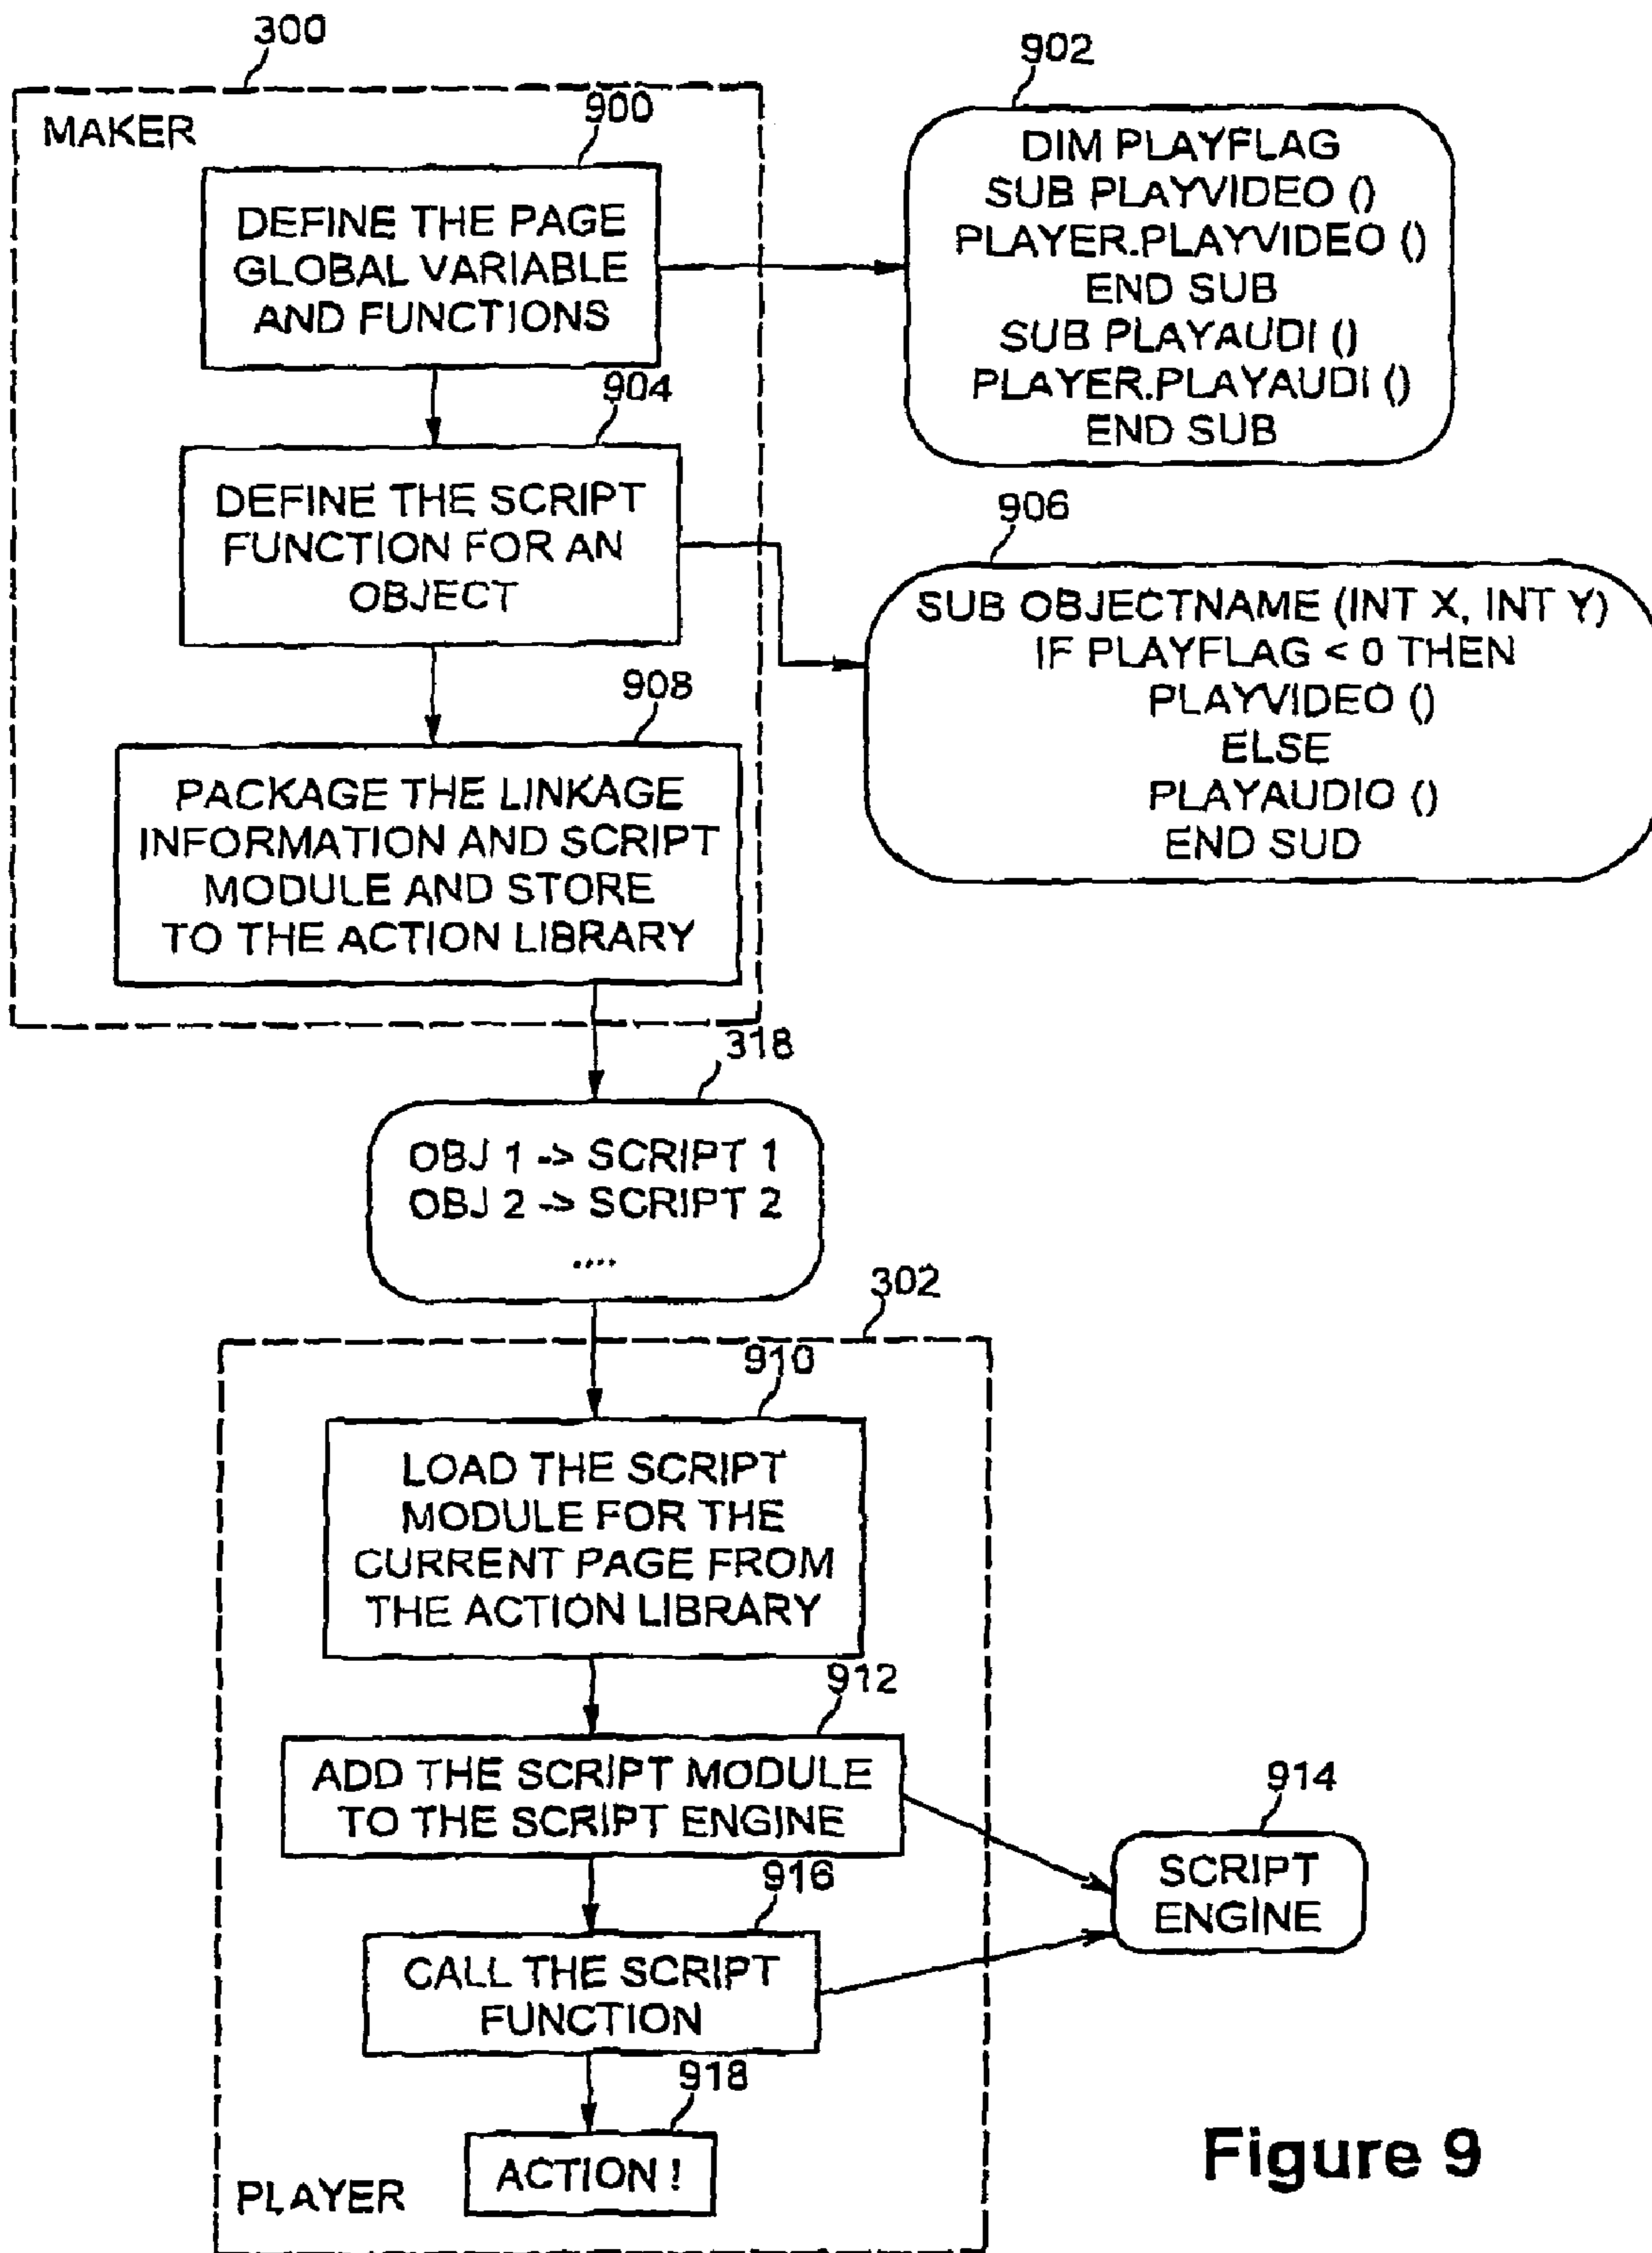 300
MAKER
900
DEFINE THE PAGE
GLOBAL VARIABLE
AND FUNCTIONS
902
DIM PLAYFLAG
SUB PLAYVIDEO ()
PLAYER.PLAYVIDEO ()
END SUB
SUB PLAYAUDI ()
PLAYER.PLAYAUDI ()
END SUB
904
DEFINE THE SCRIPT
FUNCTION FOR AN
OBJECT
906
SUB OBJECTNAME (INT X, INT Y)
IF PLAYFLAG < 0 THEN
PLAYVIDEO ()
ELSE
PLAYAUDIO ()
END SUD
908
PACKAGE THE LINKAGE
INFORMATION AND SCRIPT
MODULE AND STORE
TO THE ACTION LIBRARY
318
OBJ 1 -> SCRIPT 1
OBJ 2 -> SCRIPT 2
....
302
910
LOAD THE SCRIPT
MODULE FOR THE
CURRENT PAGE FROM
THE ACTION LIBRARY
912
ADD THE SCRIPT MODULE
TO THE SCRIPT ENGINE
914
SCRIPT
ENGINE
916
CALL THE SCRIPT
FUNCTION
918
ACTION !
PLAYER
Figure 9